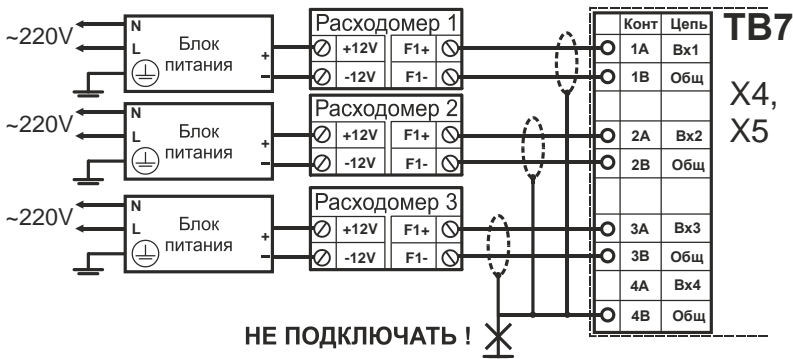 ~220V
N
L
Блок
питания
+
-
Расходомер 1
+12V F1+
-12V F1-
~220V
N
L
Блок
питания
+
-
Расходомер 2
+12V F1+
-12V F1-
~220V
N
L
Блок
питания
+
-
Расходомер 3
+12V F1+
-12V F1-
Конт Цепь
1А Вх1
1В Общ
2А Вх2
2В Общ
3А Вх3
3В Общ
4А Вх4
4В Общ
ТВ7
X4,
X5
НЕ ПОДКЛЮЧАТЬ !